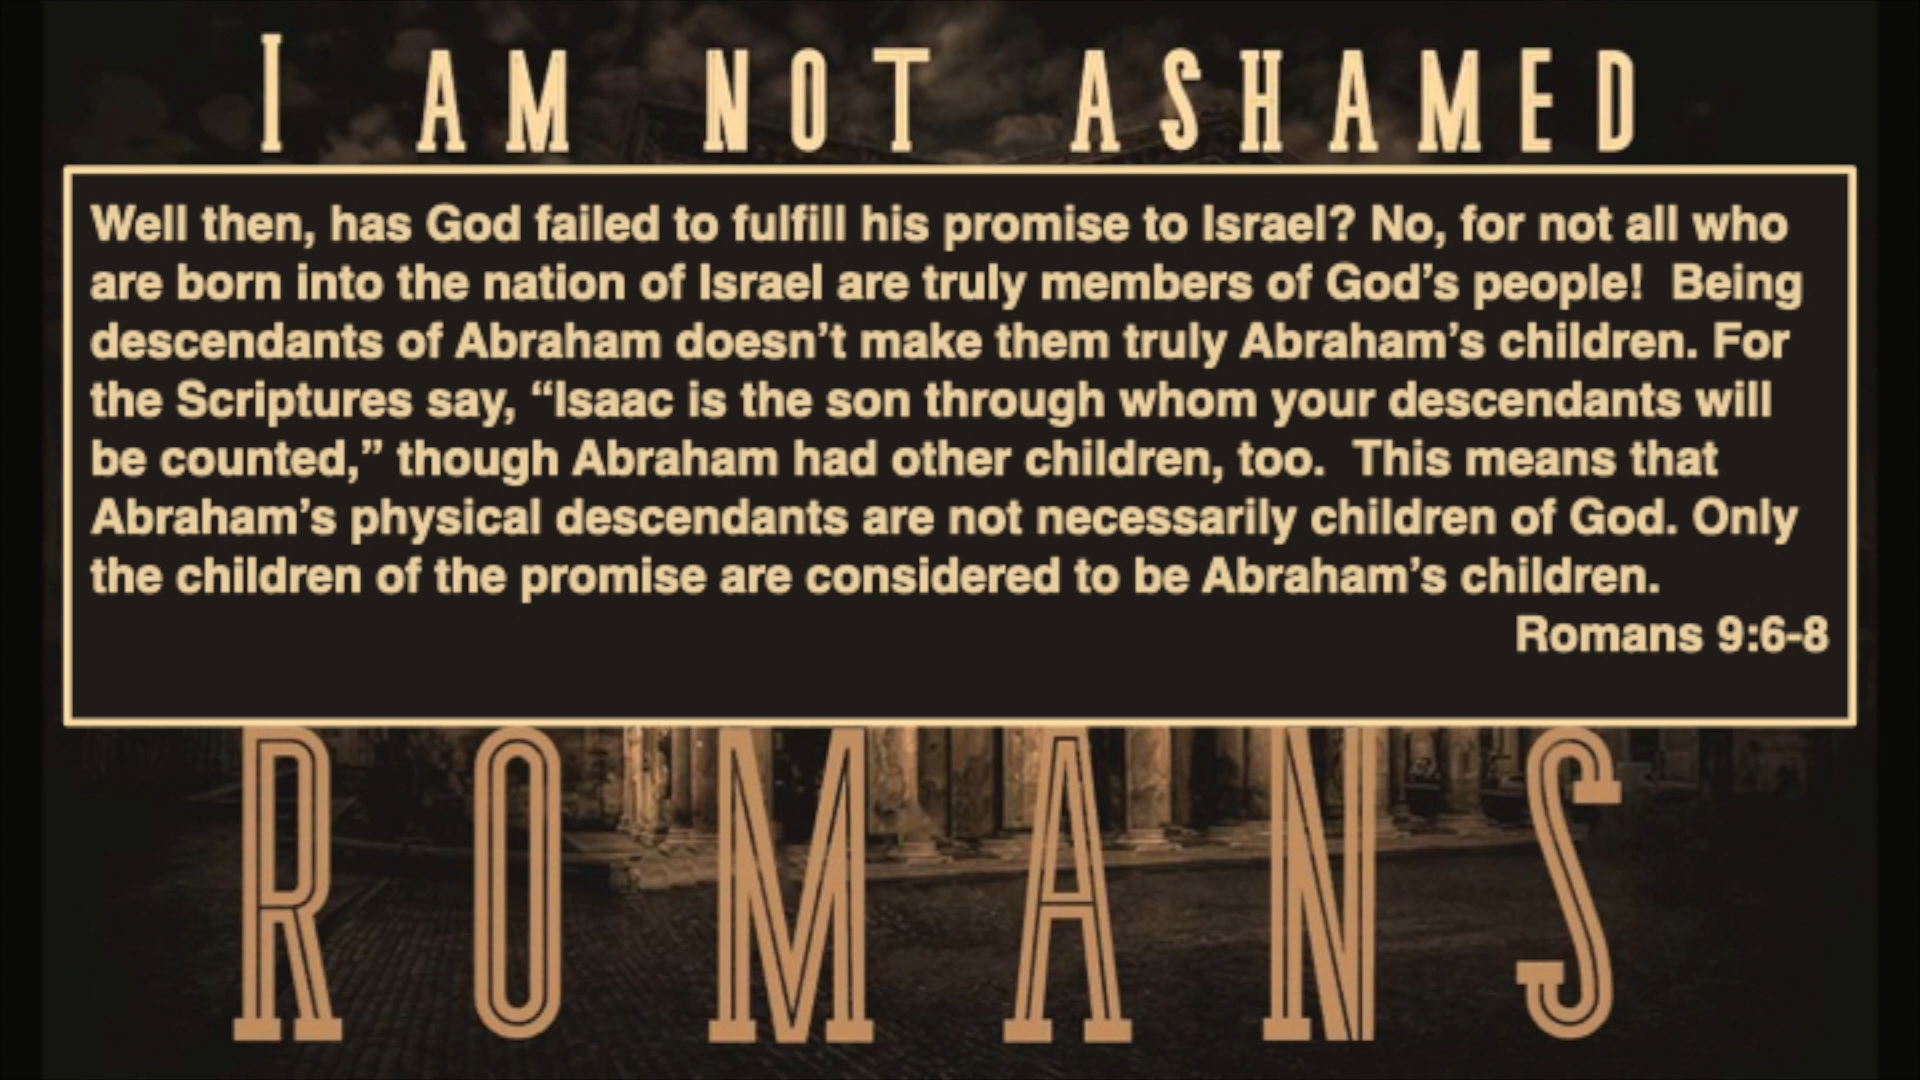 I AM NOT ASHAMED
Well then, has God failed to fulfill his promise to Israel? No, for not all who
are born into the nation of Israel are truly members of God’s people!  Being
descendants of Abraham doesn’t make them truly Abraham’s children. For
the Scriptures say, “Isaac is the son through whom your descendants will
be counted,” though Abraham had other children, too.  This means that
Abraham’s physical descendants are not necessarily children of God. Only
the children of the promise are considered to be Abraham’s children.
Romans 9:6-8
ROMANS